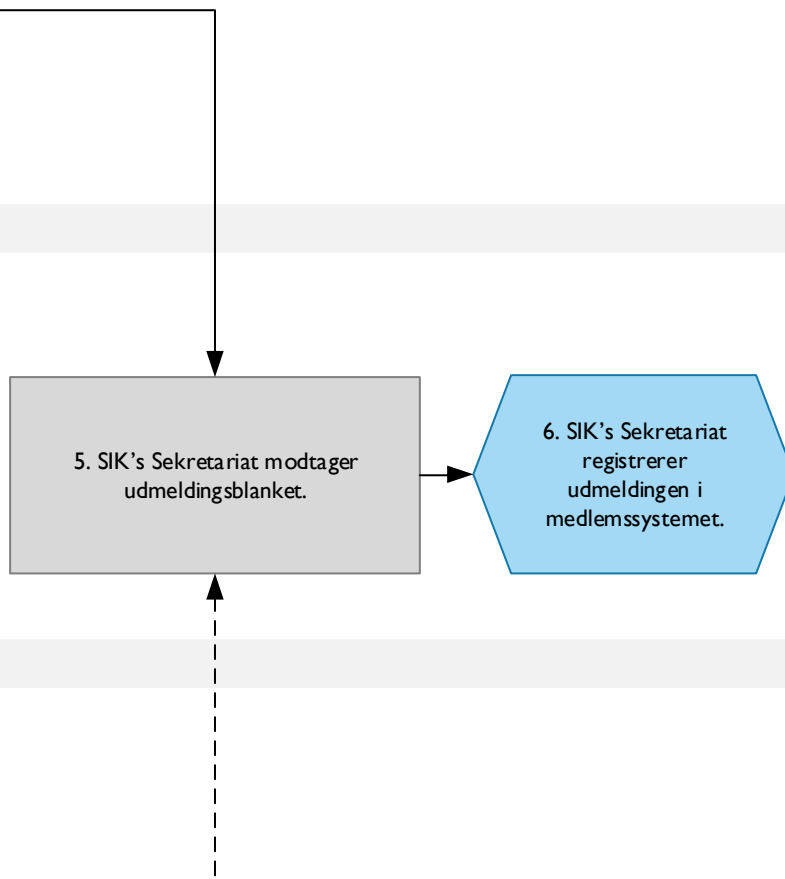 5. SIK's Sekretariat modtager
udmeldingsblanket.
6. SIK's Sekretariat
registrerer
udmeldingen i
medlemssystemet.